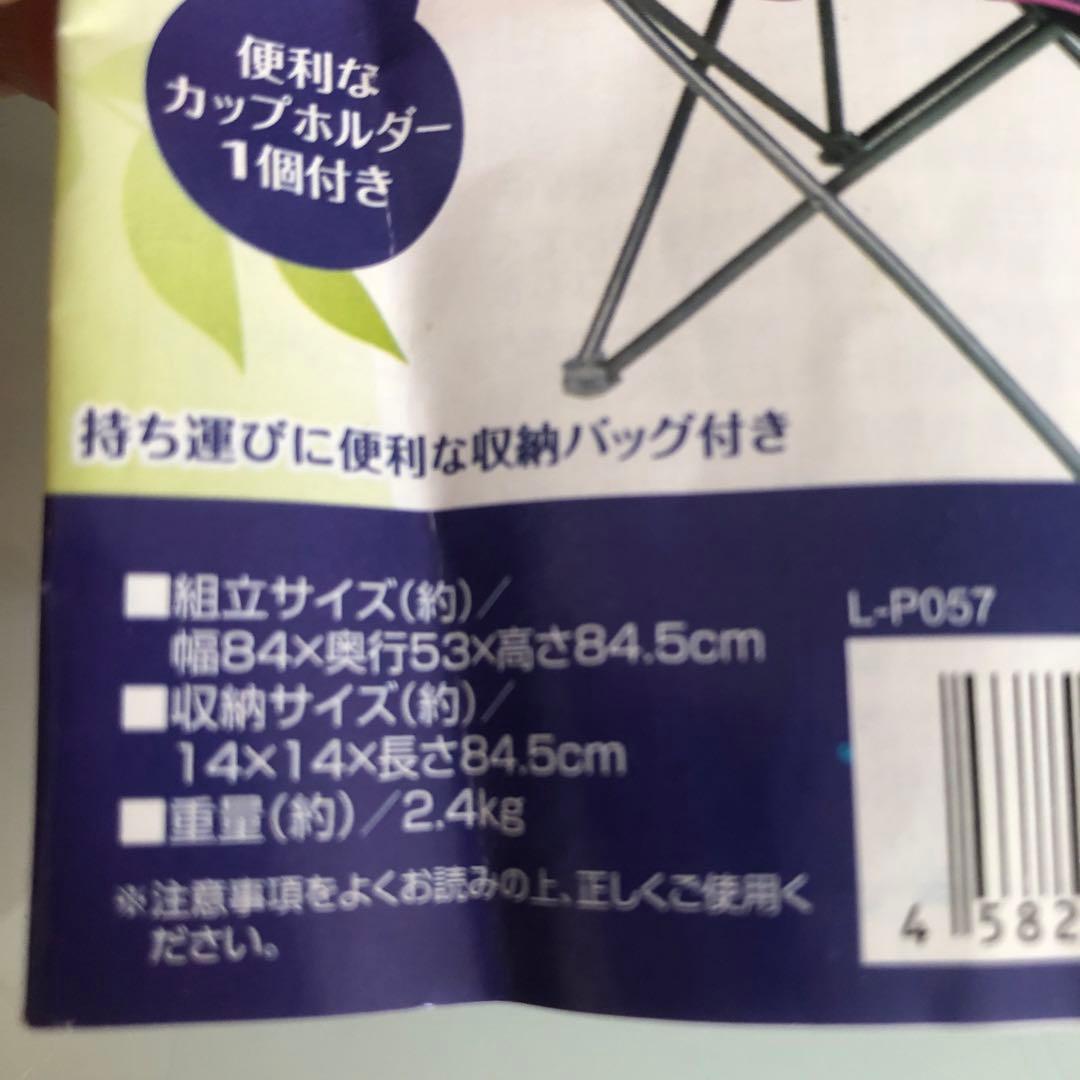 便利な
カップホルダー
1個付き
持ち運びに便利な収納バッグ付き
■組立サイズ(約)/
幅84×奥行53×高さ84.5cm
■収納サイズ(約)/
14×14×長さ84.5cm
■重量(約)/2.4kg
※注意事項をよくお読みの上、正しくご使用く
ださい。
L-P057
4 582